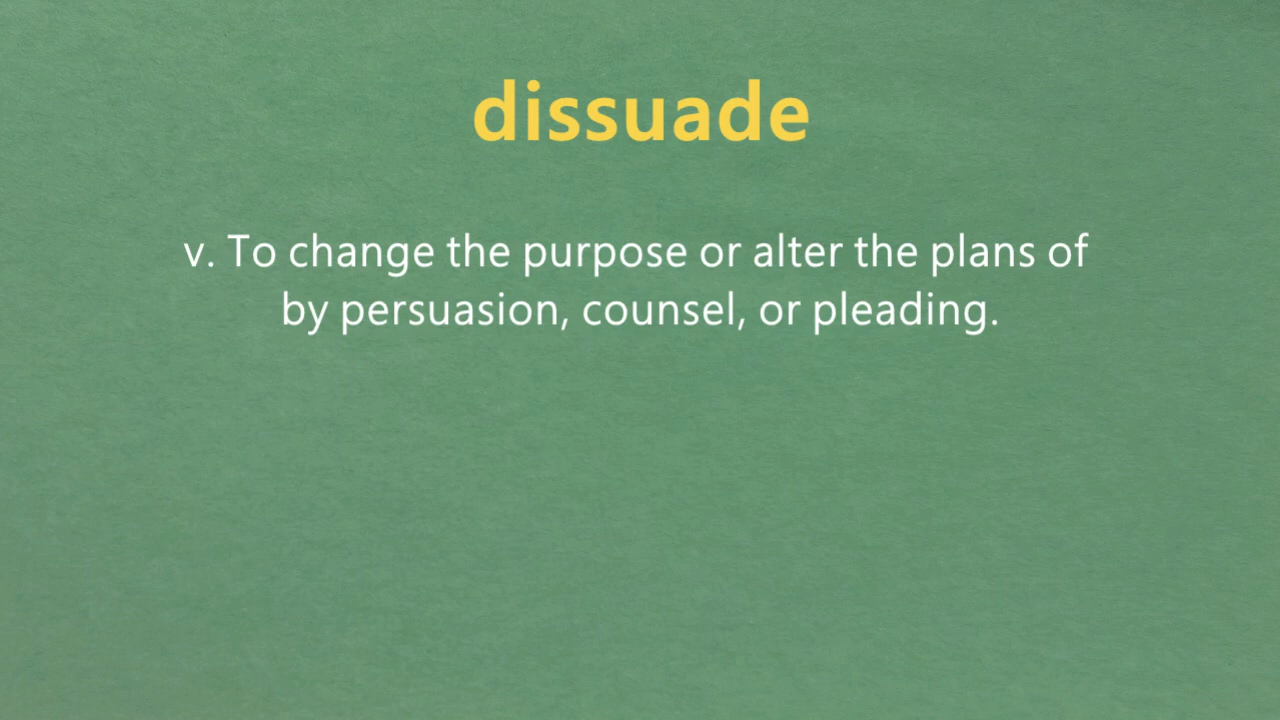 dissuade
v. To change the purpose or alter the plans of
by persuasion, counsel, or pleading.